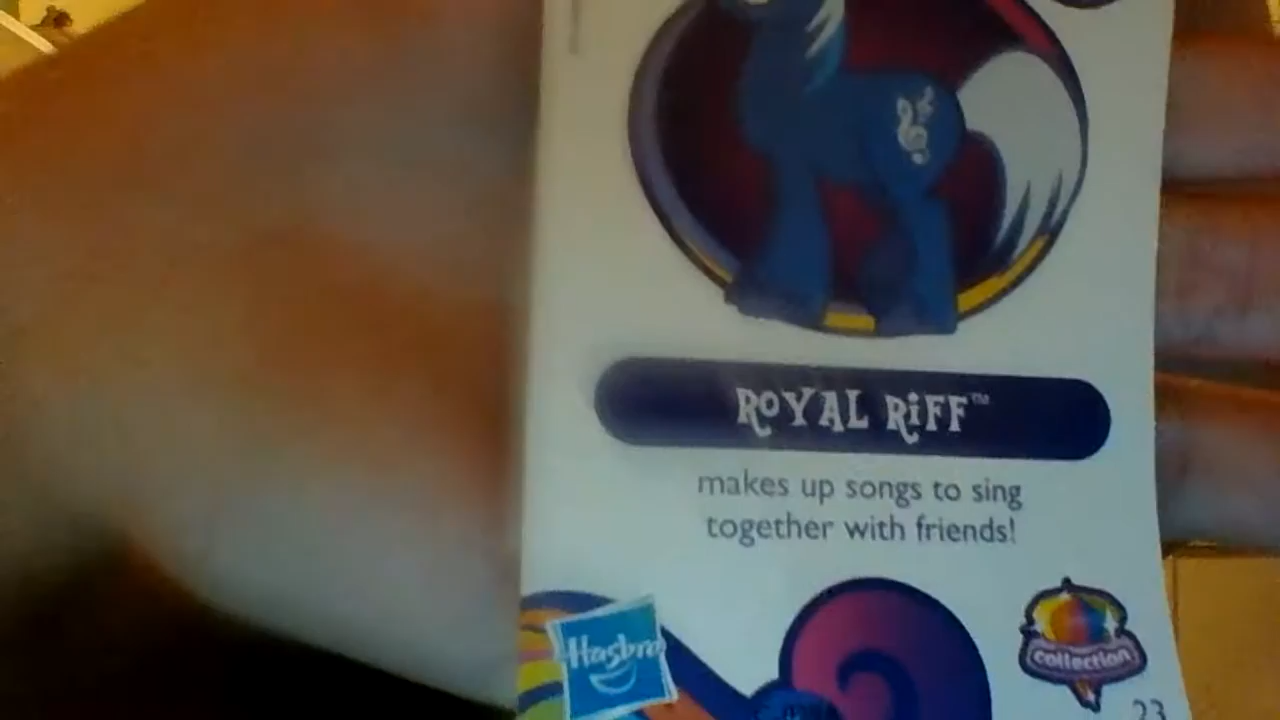 ROYAL RiFF™
makes up songs to sing
together with friends!
Hasbro
collection
23